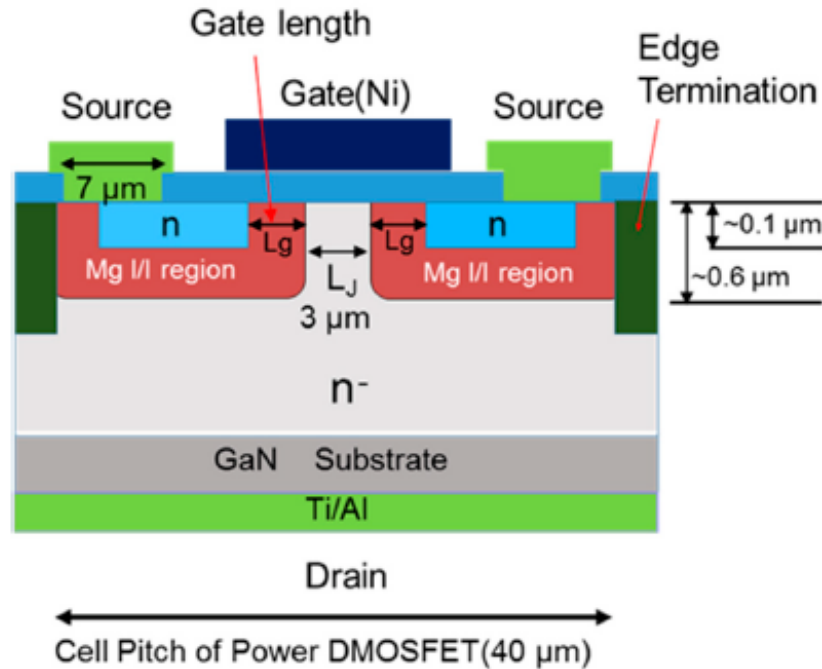 Gate length
Edge
Termination
Source
Gate(Ni)
Source
7 μm
n
Lg
Lg
n
~0.1 μm
Mg I/I region
LJ
Mg I/I region
~0.6 μm
3 μm
n-
GaN Substrate
Ti/Al
Drain
Cell Pitch of Power DMOSFET(40 μm)